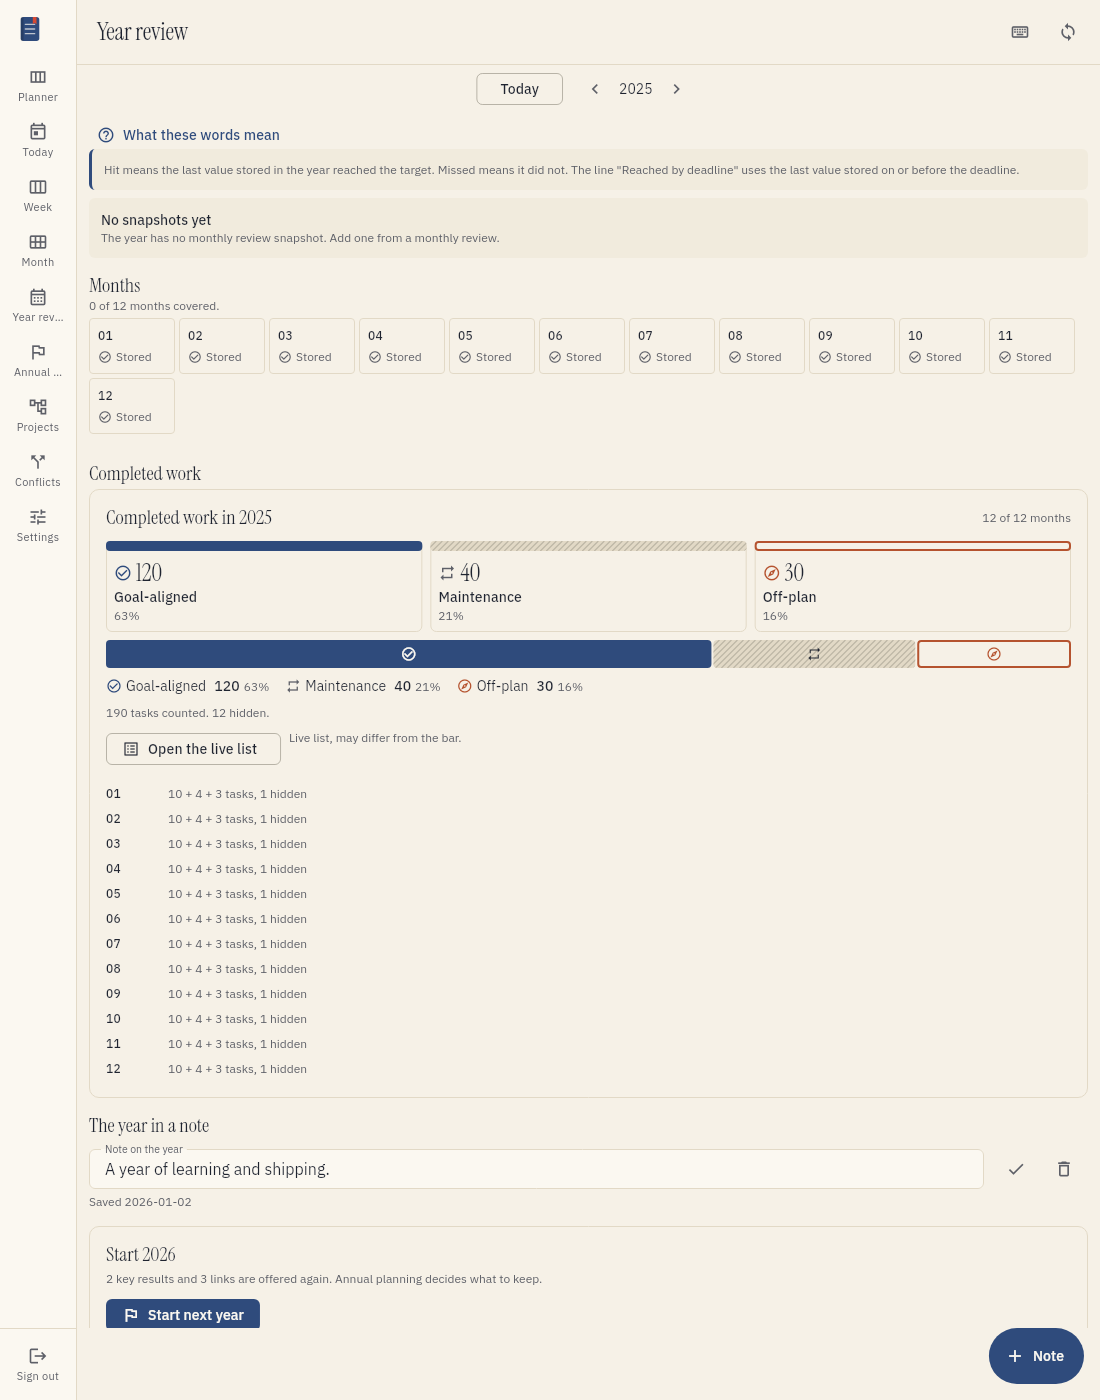 Year review
Planner
Today
Week
Month
Year rev...
Annual ...
Projects
Conflicts
Settings
Sign out
Today
2025
What these words mean
Hit means the last value stored in the year reached the target. Missed means it did not. The line "Reached by deadline" uses the last value stored on or before the deadline.
No snapshots yet
The year has no monthly review snapshot. Add one from a monthly review.
Months
0 of 12 months covered.
01 02 03 04 05 06 07 08 09 10 11
Stored Stored Stored Stored Stored Stored Stored Stored Stored Stored Stored
12
Stored
Completed work
Completed work in 2025 12 of 12 months
120 40 30
Goal-aligned Maintenance Off-plan
63% 21% 16%
Goal-aligned 120 63% Maintenance 40 21% Off-plan 30 16%
190 tasks counted. 12 hidden.
Open the live list Live list, may differ from the bar.
01 10 + 4 + 3 tasks, 1 hidden
02 10 + 4 + 3 tasks, 1 hidden
03 10 + 4 + 3 tasks, 1 hidden
04 10 + 4 + 3 tasks, 1 hidden
05 10 + 4 + 3 tasks, 1 hidden
06 10 + 4 + 3 tasks, 1 hidden
07 10 + 4 + 3 tasks, 1 hidden
08 10 + 4 + 3 tasks, 1 hidden
09 10 + 4 + 3 tasks, 1 hidden
10 10 + 4 + 3 tasks, 1 hidden
11 10 + 4 + 3 tasks, 1 hidden
12 10 + 4 + 3 tasks, 1 hidden
The year in a note
Note on the year
A year of learning and shipping.
Saved 2026-01-02
Start 2026
2 key results and 3 links are offered again. Annual planning decides what to keep.
Start next year
Note